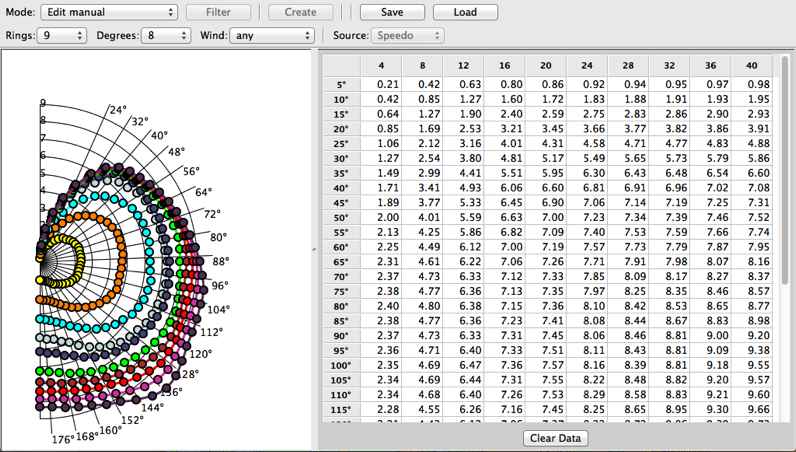 Mode: Edit manual Filter Create Save Load
Rings: 9 Degrees: 8 Wind: any Source: Speedo
9
8
7
6
5
4
3
24°
32°
40°
48°
56°
64°
72°
80°
88°
96°
104°
112°
120°
128°
136°
144°
152°
160°
168°
176°
4 8 12 16 20 24 28 32 36 40
5° 0.21 0.42 0.63 0.80 0.86 0.92 0.94 0.95 0.97 0.98
10° 0.42 0.85 1.27 1.60 1.72 1.83 1.88 1.91 1.93 1.95
15° 0.64 1.27 1.90 2.40 2.59 2.75 2.83 2.86 2.90 2.93
20° 0.85 1.69 2.53 3.21 3.45 3.66 3.77 3.82 3.86 3.91
25° 1.06 2.12 3.16 4.01 4.31 4.58 4.71 4.77 4.83 4.88
30° 1.27 2.54 3.80 4.81 5.17 5.49 5.65 5.73 5.79 5.86
35° 1.49 2.99 4.41 5.51 5.95 6.30 6.43 6.48 6.54 6.60
40° 1.71 3.41 4.93 6.06 6.60 6.81 6.91 6.96 7.02 7.08
45° 1.89 3.77 5.33 6.45 6.90 7.06 7.14 7.19 7.25 7.31
50° 2.00 4.01 5.59 6.63 7.00 7.23 7.34 7.39 7.46 7.52
55° 2.13 4.25 5.86 6.82 7.09 7.40 7.53 7.59 7.66 7.74
60° 2.25 4.49 6.12 7.00 7.19 7.57 7.73 7.79 7.87 7.95
65° 2.31 4.61 6.22 7.06 7.26 7.71 7.91 7.98 8.07 8.16
70° 2.37 4.73 6.33 7.12 7.33 7.85 8.09 8.17 8.27 8.37
75° 2.38 4.77 6.36 7.13 7.35 7.97 8.25 8.35 8.46 8.57
80° 2.40 4.80 6.38 7.15 7.36 8.10 8.42 8.53 8.65 8.77
85° 2.38 4.77 6.36 7.23 7.41 8.08 8.44 8.67 8.83 8.98
90° 2.37 4.73 6.33 7.31 7.45 8.06 8.46 8.81 9.00 9.20
95° 2.36 4.71 6.40 7.33 7.51 8.11 8.43 8.81 9.09 9.38
100° 2.35 4.69 6.47 7.36 7.57 8.16 8.39 8.81 9.18 9.55
105° 2.34 4.69 6.44 7.31 7.55 8.22 8.48 8.82 9.20 9.57
110° 2.34 4.68 6.40 7.26 7.53 8.29 8.58 8.83 9.21 9.60
115° 2.28 4.55 6.26 7.16 7.45 8.25 8.65 8.95 9.30 9.66
Clear Data